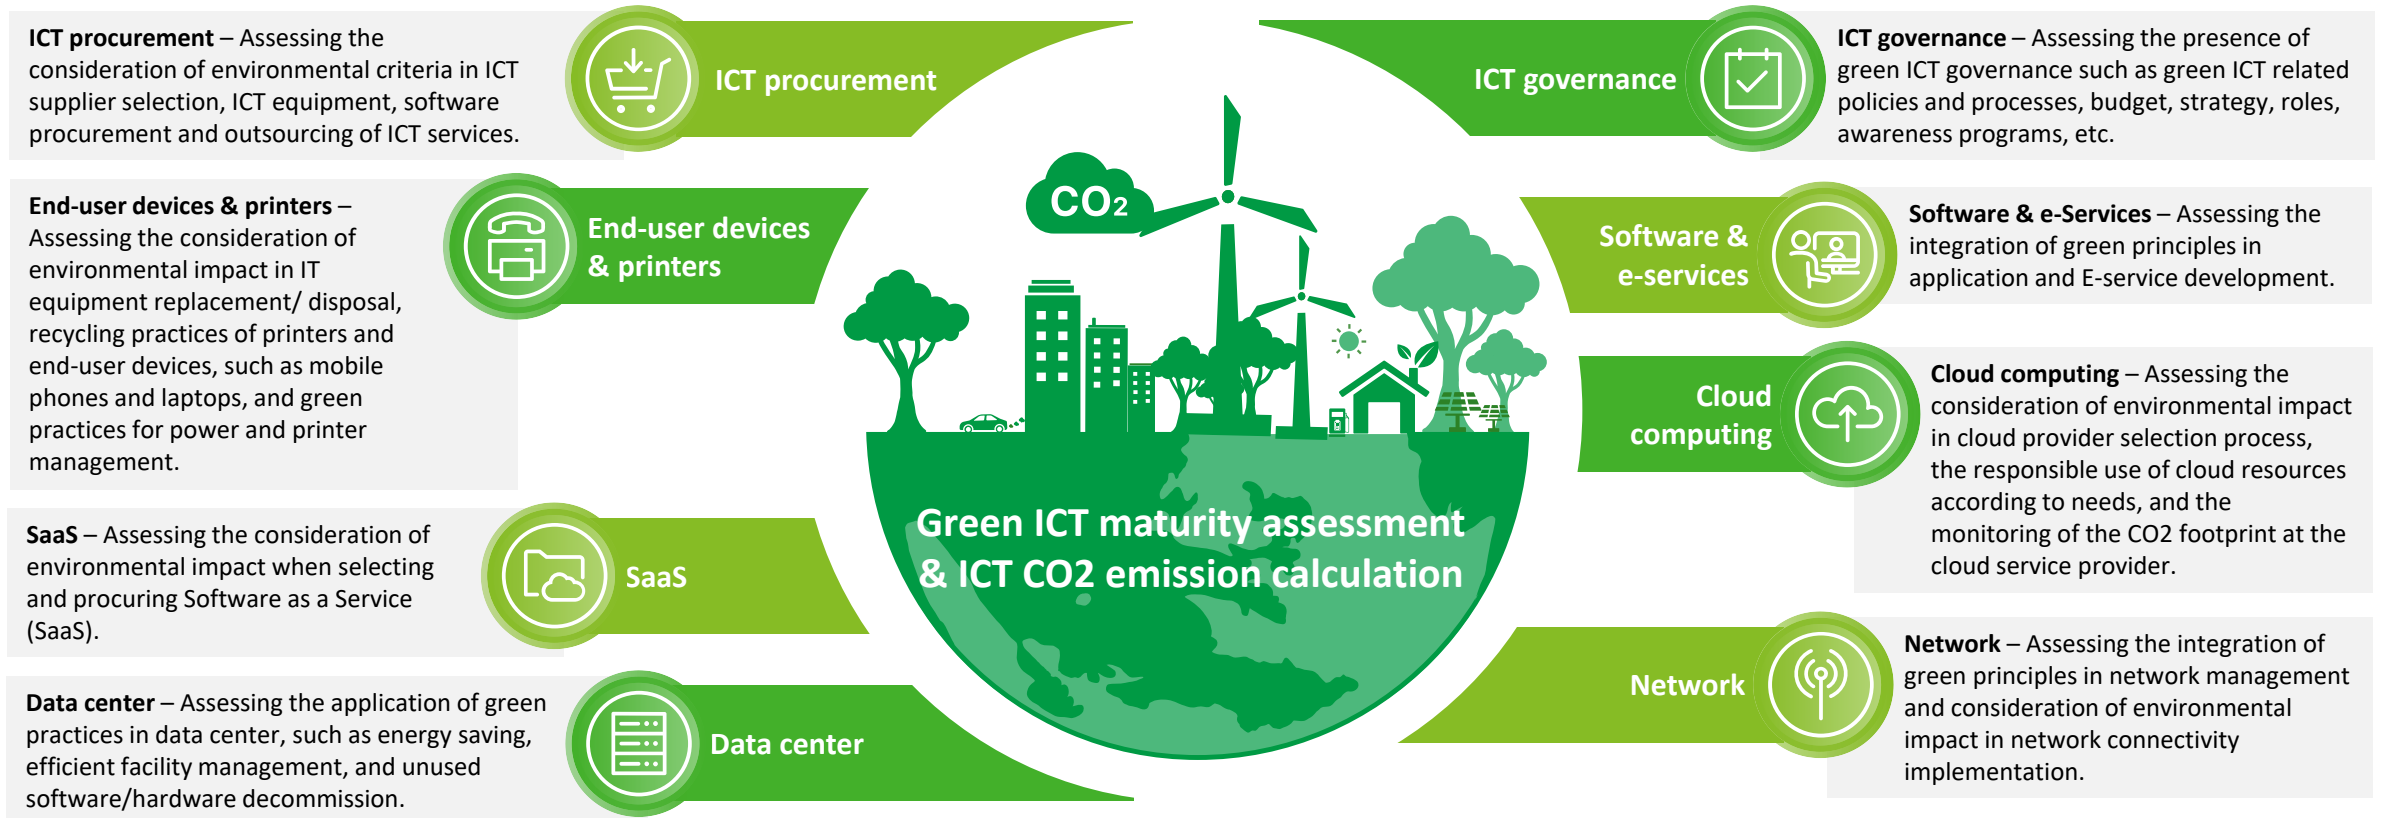 ICT procurement – Assessing the
consideration of environmental criteria in ICT
supplier selection, ICT equipment, software
procurement and outsourcing of ICT services.
ICT procurement
End-user devices & printers –
Assessing the consideration of
environmental impact in IT
equipment replacement/ disposal,
recycling practices of printers and
end-user devices, such as mobile
phones and laptops, and green
practices for power and printer
management.
End-user devices
& printers
SaaS – Assessing the consideration of
environmental impact when selecting
and procuring Software as a Service
(SaaS).
SaaS
Data center – Assessing the application of green
practices in data center, such as energy saving,
efficient facility management, and unused
software/hardware decommission.
Data center
CO2
Green ICT maturity assessment
& ICT CO2 emission calculation
ICT governance
ICT governance – Assessing the presence of
green ICT governance such as green ICT related
policies and processes, budget, strategy, roles,
awareness programs, etc.
Software &
e-services
Software & e-Services – Assessing the
integration of green principles in
application and E-service development.
Cloud
computing
Cloud computing – Assessing the
consideration of environmental impact
in cloud provider selection process,
the responsible use of cloud resources
according to needs, and the
monitoring of the CO2 footprint at the
cloud service provider.
Network
Network – Assessing the integration of
green principles in network management
and consideration of environmental
impact in network connectivity
implementation.